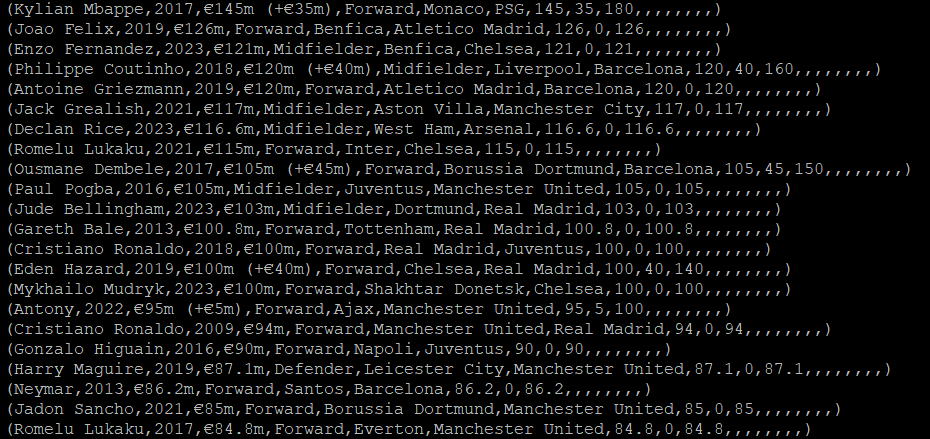 (Kylian Mbappe,2017,€145m (+€35m),Forward,Monaco,PSG,145,35,180,,,,,,,,)
(Joao Felix,2019,€126m,Forward,Benfica,Atletico Madrid,126,0,126,,,,,,,,)
(Enzo Fernandez,2023,€121m,Midfielder,Benfica,Chelsea,121,0,121,,,,,,,,)
(Philippe Coutinho,2018,€120m (+€40m),Midfielder,Liverpool,Barcelona,120,40,160,,,,,,,,)
(Antoine Griezmann,2019,€120m,Forward,Atletico Madrid,Barcelona,120,0,120,,,,,,,,)
(Jack Grealish,2021,€117m,Midfielder,Aston Villa,Manchester City,117,0,117,,,,,,,,)
(Declan Rice,2023,€116.6m,Midfielder,West Ham,Arsenal,116.6,0,116.6,,,,,,,,)
(Romelu Lukaku,2021,€115m,Forward,Inter,Chelsea,115,0,115,,,,,,,,)
(Ousmane Dembele,2017,€105m (+€45m),Forward,Borussia Dortmund,Barcelona,105,45,150,,,,,,,,)
(Paul Pogba,2016,€105m,Midfielder,Juventus,Manchester United,105,0,105,,,,,,,,)
(Jude Bellingham,2023,€103m,Midfielder,Dortmund,Real Madrid,103,0,103,,,,,,,,)
(Gareth Bale,2013,€100.8m,Forward,Tottenham,Real Madrid,100.8,0,100.8,,,,,,,,)
(Cristiano Ronaldo,2018,€100m,Forward,Real Madrid,Juventus,100,0,100,,,,,,,,)
(Eden Hazard,2019,€100m (+€40m),Forward,Chelsea,Real Madrid,100,40,140,,,,,,,,)
(Mykhailo Mudryk,2023,€100m,Forward,Shakhtar Donetsk,Chelsea,100,0,100,,,,,,,,)
(Antony,2022,€95m (+€5m),Forward,Ajax,Manchester United,95,5,100,,,,,,,,)
(Cristiano Ronaldo,2009,€94m,Forward,Manchester United,Real Madrid,94,0,94,,,,,,,,)
(Gonzalo Higuain,2016,€90m,Forward,Napoli,Juventus,90,0,90,,,,,,,,)
(Harry Maguire,2019,€87.1m,Defender,Leicester City,Manchester United,87.1,0,87.1,,,,,,,,)
(Neymar,2013,€86.2m,Forward,Santos,Barcelona,86.2,0,86.2,,,,,,,,)
(Jadon Sancho,2021,€85m,Forward,Borussia Dortmund,Manchester United,85,0,85,,,,,,,,)
(Romelu Lukaku,2017,€84.8m,Forward,Everton,Manchester United,84.8,0,84.8,,,,,,,,)